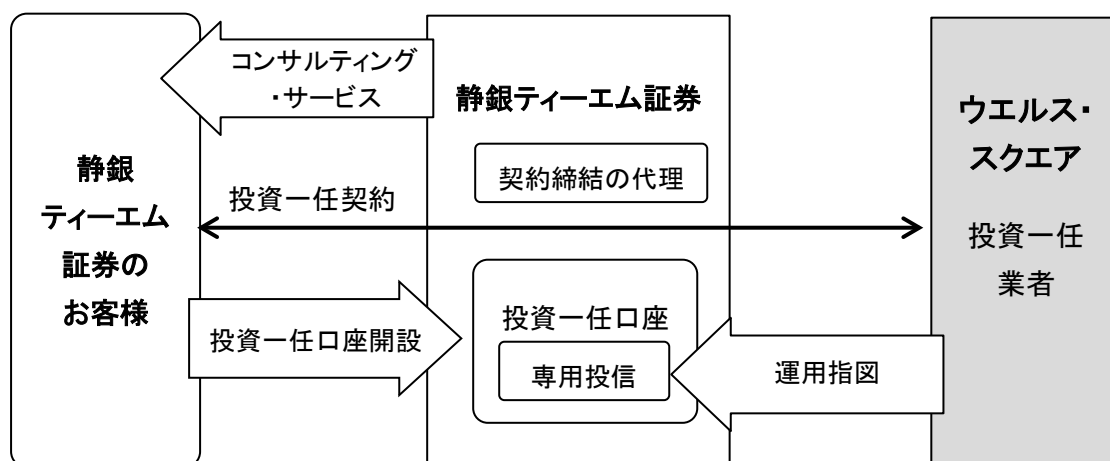 静銀
ティーエム
証券の
お客様
コンサルティング
・サービス
投資一任契約
投資一任口座開設
静銀ティーエム証券
契約締結の代理
投資一任口座
専用投信
運用指図
ウエルス・
スクエア
投資一任
業者